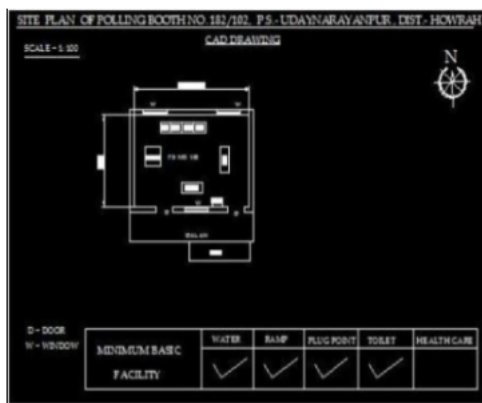 SITE PLAN OF POLLING BOOTH NO. 182/102, P.S.- UDAYNARAYANPUR, DIST.- HOWRAH
CAD DRAWING
SCALE - 1:100
N
W W
W
D D
D - DOOR
W - WINDOW
MINIMUM BASIC FACILITY
WATER RAMP PLUG POINT TOILET HEALTH CARE